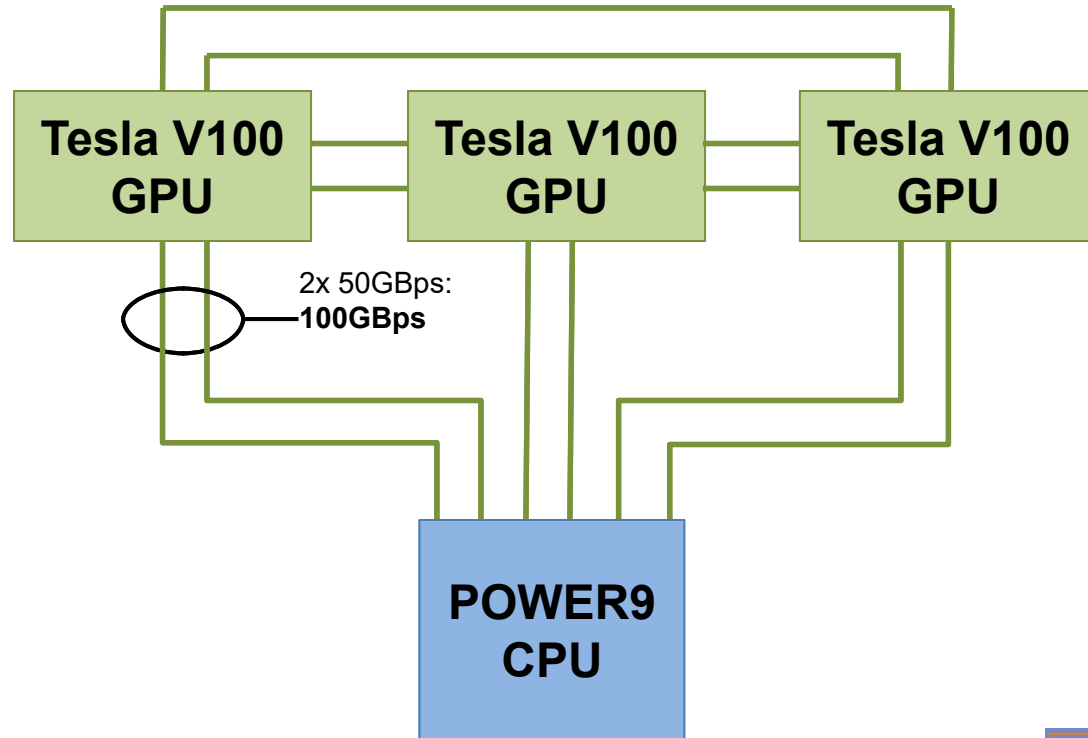 Tesla V100
GPU
Tesla V100
GPU
Tesla V100
GPU
2x 50GBps:
100GBps
POWER9
CPU